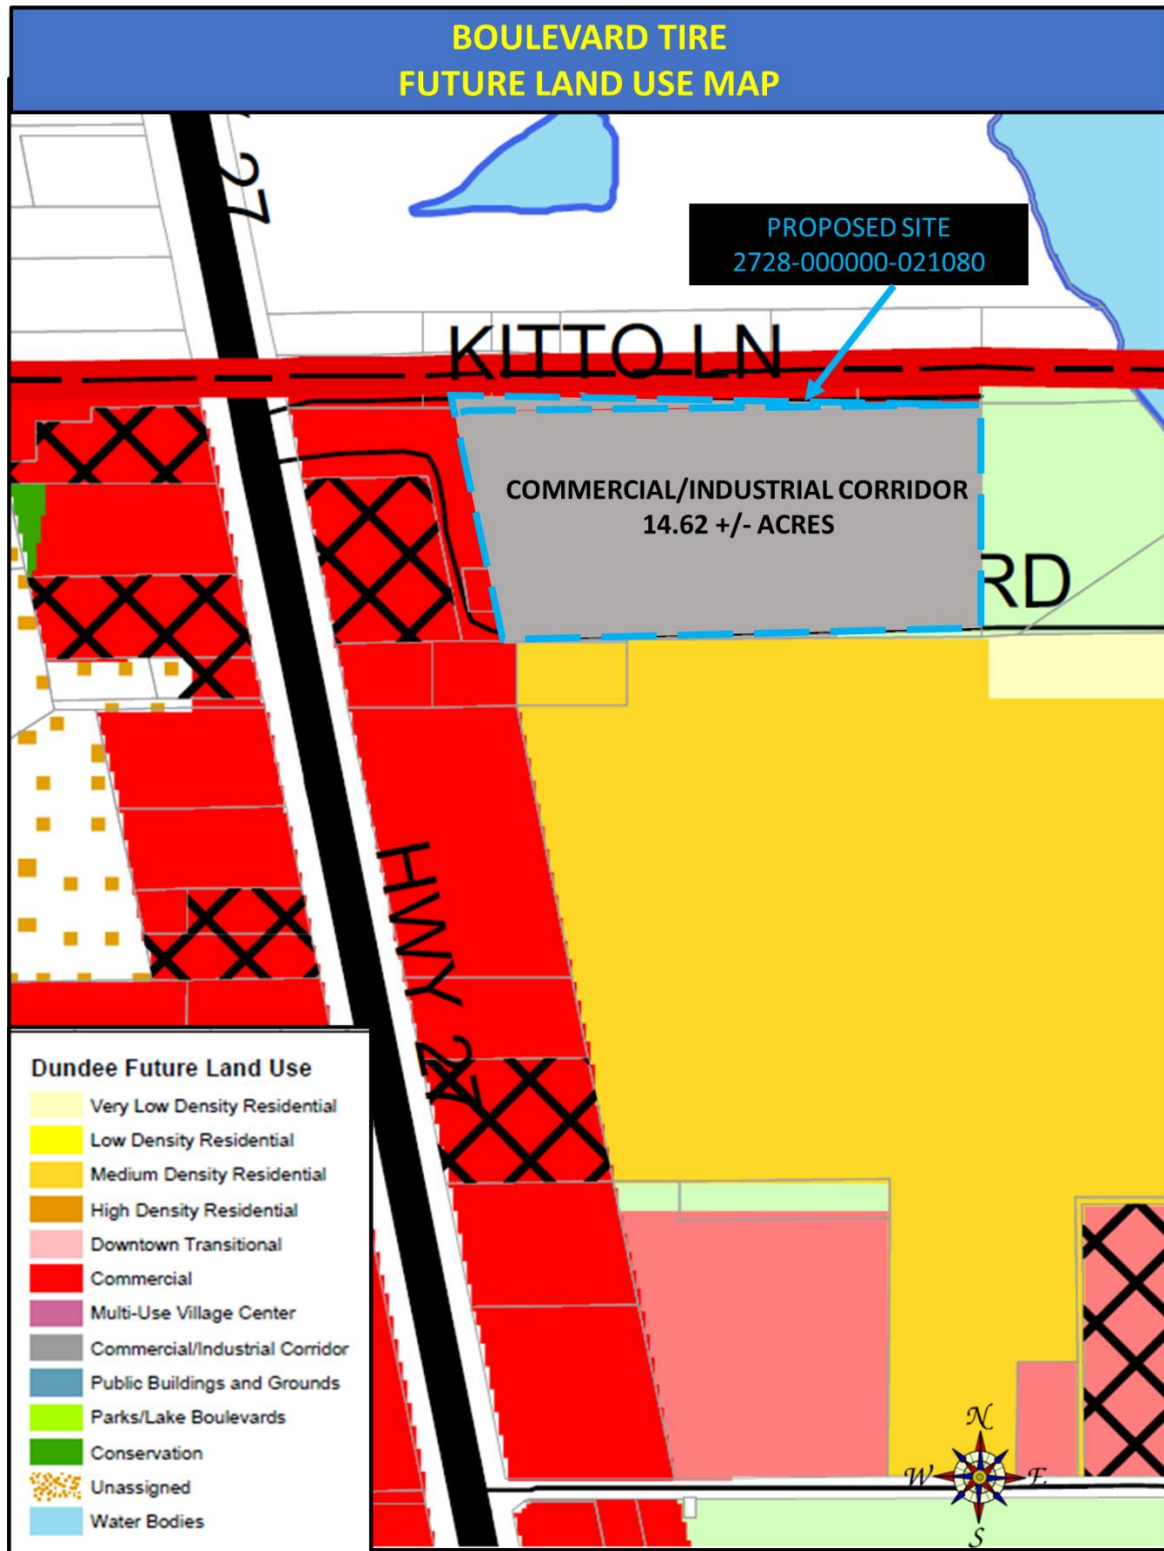 BOULEVARD TIRE
FUTURE LAND USE MAP
27
PROPOSED SITE
2728-000000-021080
KITTO LN
COMMERCIAL/INDUSTRIAL CORRIDOR
14.62 +/- ACRES
RD
HWY 27
Dundee Future Land Use
Very Low Density Residential
Low Density Residential
Medium Density Residential
High Density Residential
Downtown Transitional
Commercial
Multi-Use Village Center
Commercial/Industrial Corridor
Public Buildings and Grounds
Parks/Lake Boulevards
Conservation
Unassigned
Water Bodies
N
W E
S